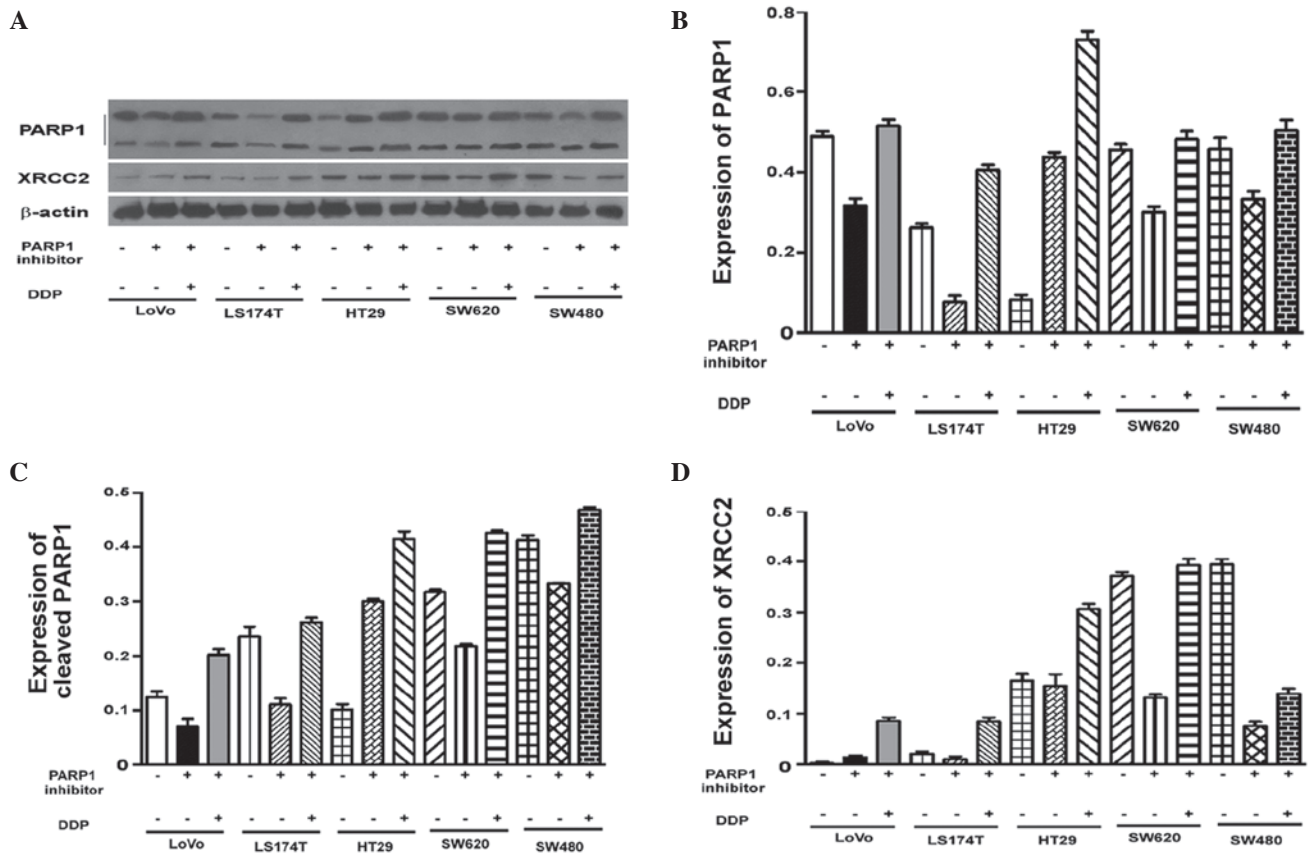 A
PARP1
XRCC2
β-actin
PARP1 inhibitor - + + - + + - + + - + + - + +
DDP - - + - - + - - + - - + - - +
LoVo LS174T HT29 SW620 SW480
B
Expression of PARP1
0.8
0.6
0.4
0.2
0
PARP1 inhibitor - + + - + + - + + - + + - + +
DDP - - + - - + - - + - - + - - +
LoVo LS174T HT29 SW620 SW480
C
Expression of
cleaved PARP1
0.5
0.4
0.3
0.2
0.1
0
PARP1 inhibitor - + + - + + - + + - + + - + +
DDP - - + - - + - - + - - + - - +
LoVo LS174T HT29 SW620 SW480
D
Expression of XRCC2
0.5
0.4
0.3
0.2
0.1
0
PARP1 inhibitor - + + - + + - + + - + + - + +
DDP - - + - - + - - + - - + - - +
LoVo LS174T HT29 SW620 SW480